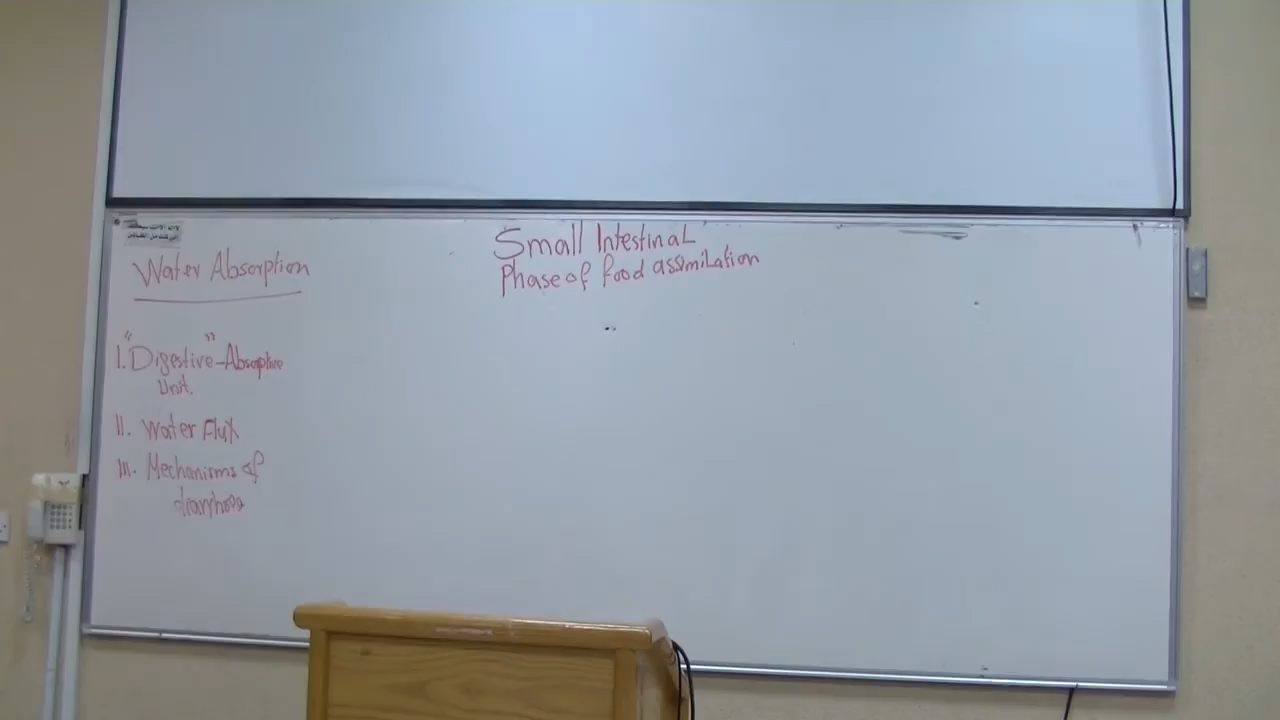 Water Absorption
Small Intestinal
Phase of food assimilation
I. "Digestive"-Absorptive
Unit.
II. Water Flux
III. Mechanisms of
diarrhea